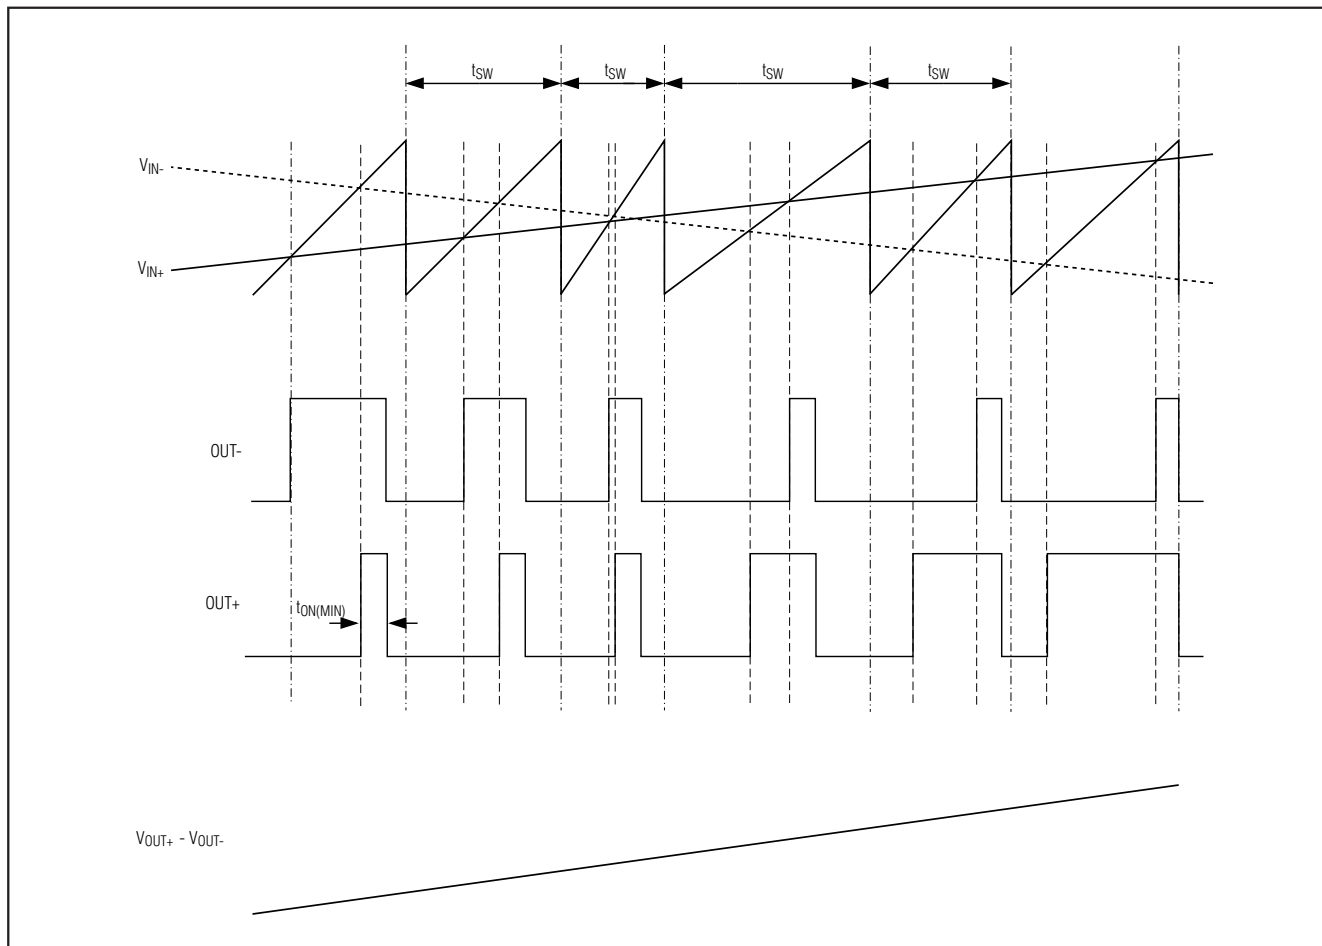 tSW tSW tSW tSW
VIN-
VIN+
OUT-
OUT+
tON(MIN)
VOUT+ - VOUT-